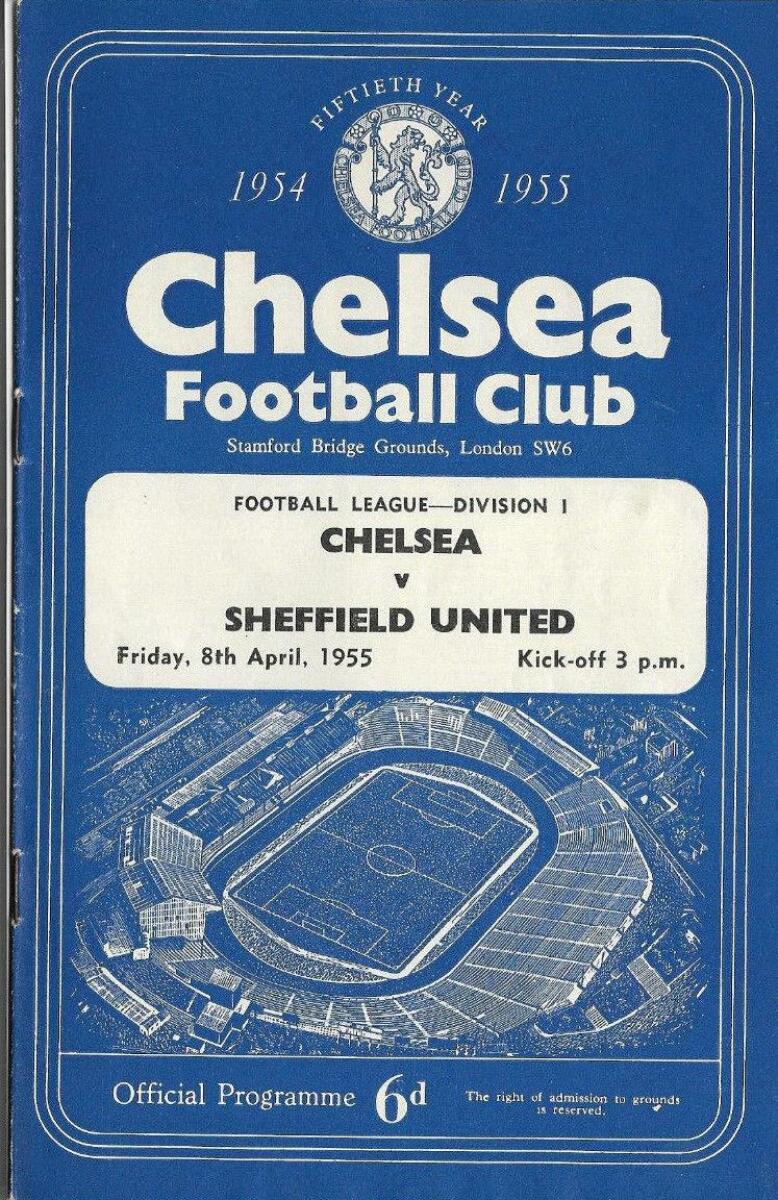 FIFTIETH YEAR
1954 1955
CHELSEA FOOTBALL CLUB
Chelsea
Football Club
Stamford Bridge Grounds, London SW6
FOOTBALL LEAGUE—DIVISION I
CHELSEA
v
SHEFFIELD UNITED
Friday, 8th April, 1955 Kick-off 3 p.m.
Official Programme 6d The right of admission to grounds
is reserved.